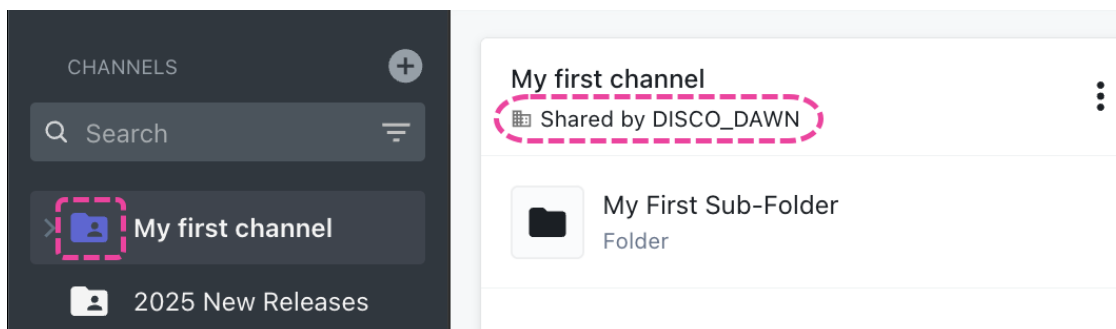 CHANNELS
Search
My first channel
2025 New Releases
My first channel
Shared by DISCO_DAWN
My First Sub-Folder
Folder